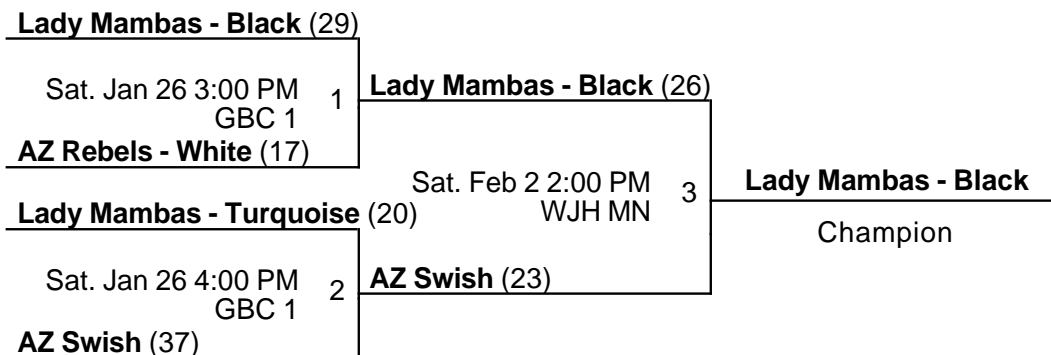 Lady Mambas - Black (29)
Sat. Jan 26 3:00 PM
GBC 1
1
AZ Rebels - White (17)
Lady Mambas - Black (26)
Lady Mambas - Turquoise (20)
Sat. Jan 26 4:00 PM
GBC 1
2
AZ Swish (37)
AZ Swish (23)
Sat. Feb 2 2:00 PM
WJH MN
3
Lady Mambas - Black
Champion